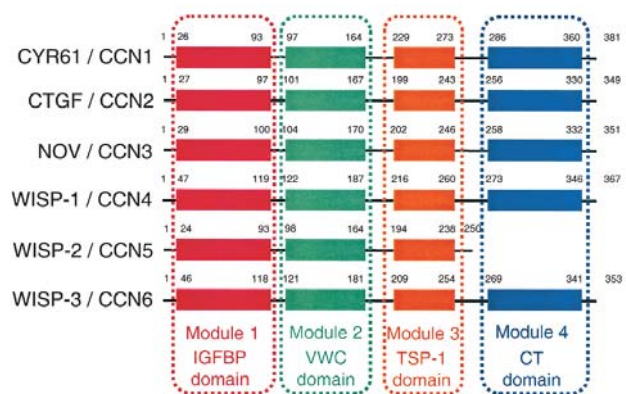 1 26 93 97 164 229 273 286 360 381
CYR61 / CCN1
1 27 97 101 167 199 243 256 330 349
CTGF / CCN2
1 29 100 104 170 202 246 258 332 351
NOV / CCN3
1 47 119 122 187 216 260 273 346 367
WISP-1 / CCN4
1 24 93 98 164 194 238 250
WISP-2 / CCN5
1 46 118 121 181 209 254 269 341 353
WISP-3 / CCN6
Module 1 Module 2 Module 3 Module 4
IGFBP VWC TSP-1 CT
domain domain domain domain